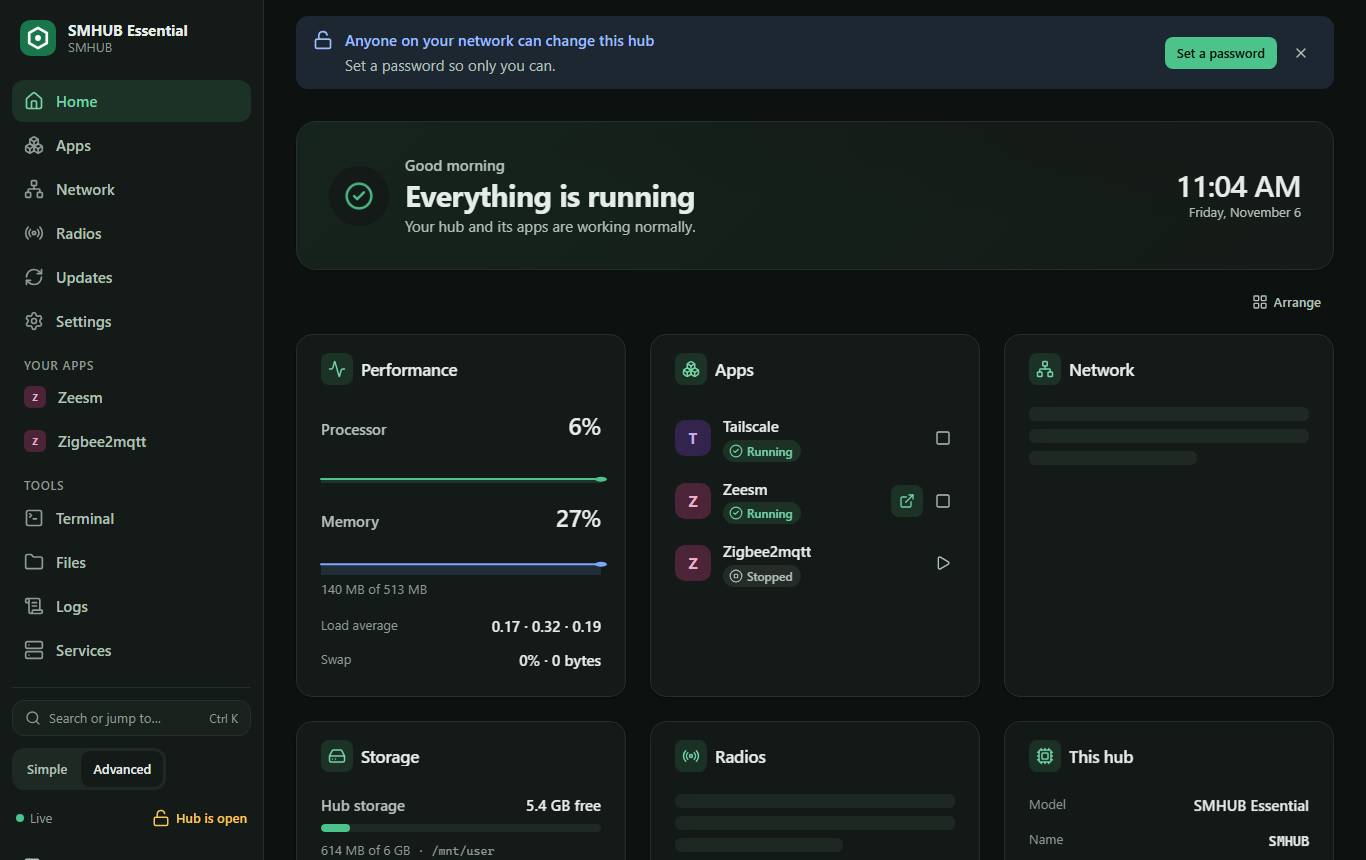 SMHUB Essential
SMHUB
Home
Apps
Network
Radios
Updates
Settings
YOUR APPS
Z Zeesm
Z Zigbee2mqtt
TOOLS
Terminal
Files
Logs
Services
Search or jump to... Ctrl K
Simple Advanced
Live Hub is open
Anyone on your network can change this hub
Set a password so only you can.
Set a password
Good morning
Everything is running
Your hub and its apps are working normally.
11:04 AM
Friday, November 6
Arrange
Performance
Processor 6%
Memory 27%
140 MB of 513 MB
Load average 0.17 · 0.32 · 0.19
Swap 0% · 0 bytes
Apps
T Tailscale
Running
Z Zeesm
Running
Z Zigbee2mqtt
Stopped
Network
Storage
Hub storage 5.4 GB free
614 MB of 6 GB · /mnt/user
Radios
This hub
Model SMHUB Essential
Name SMHUB